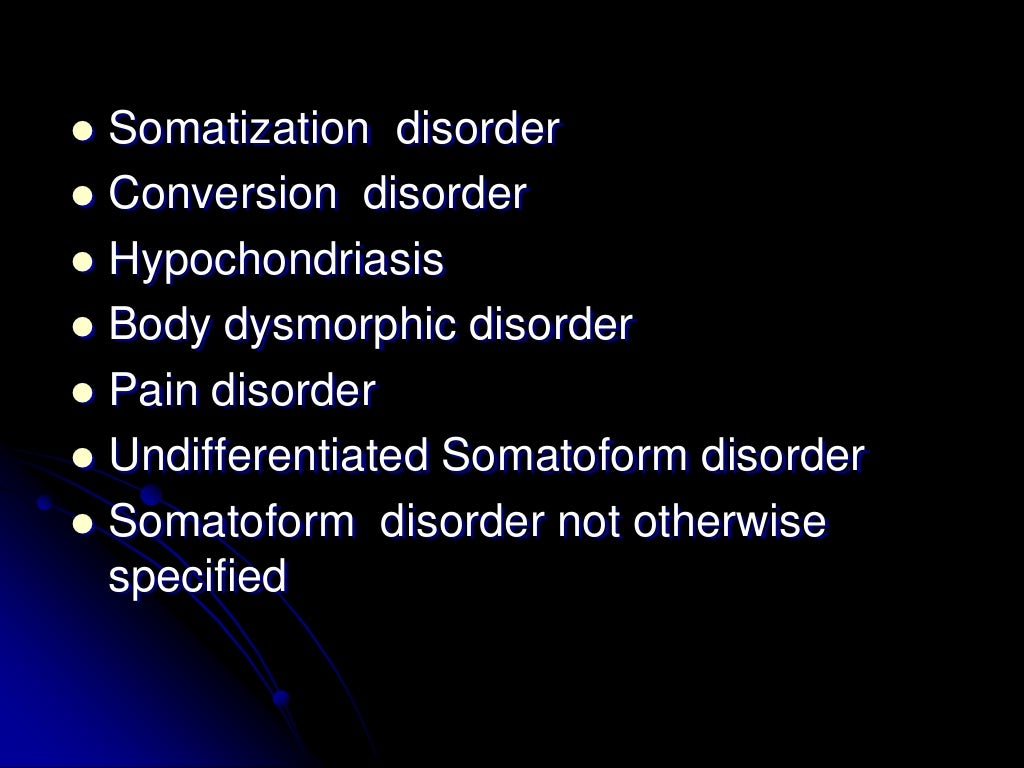 Somatization  disorder
Conversion  disorder
Hypochondriasis
Body dysmorphic disorder
Pain disorder
Undifferentiated Somatoform disorder
Somatoform  disorder not otherwise
specified